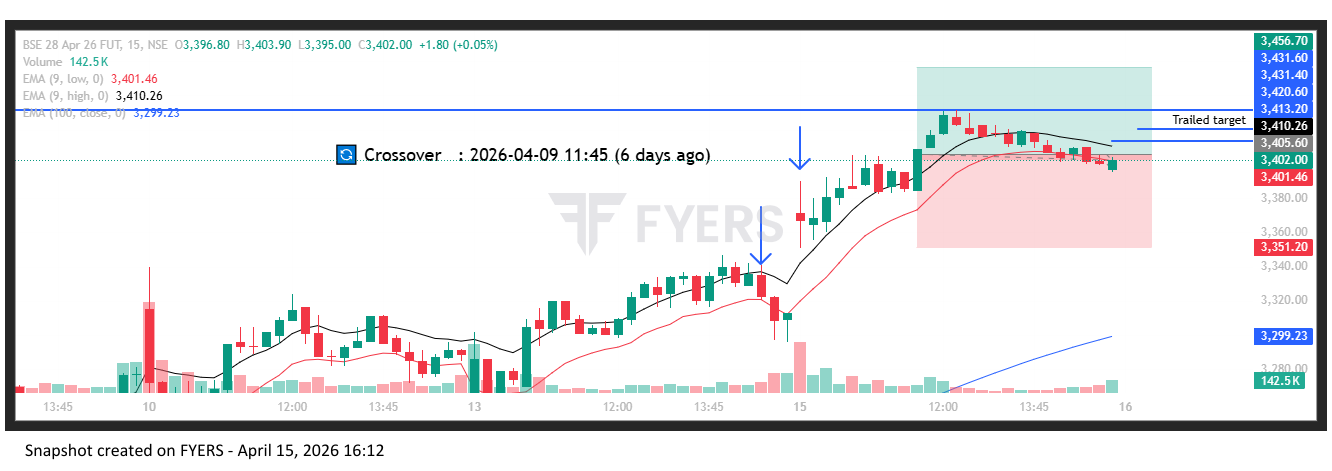 BSE 28 Apr 26 FUT, 15, NSE O3,396.80 H3,403.90 L3,395.00 C3,402.00 +1.80 (+0.05%)
Volume 142.5K
EMA (9, low, 0) 3,401.46
EMA (9, high, 0) 3,410.26
EMA (100, close, 0) 3,299.23
🔄 Crossover : 2026-04-09 11:45 (6 days ago)
FYERS
Trailed target
3,456.70
3,431.60
3,431.40
3,420.60
3,413.20
3,410.26
3,405.60
3,402.00
3,401.46
3,380.00
3,360.00
3,351.20
3,340.00
3,320.00
3,299.23
3,280.00
142.5K
13:45 10 12:00 13:45 13 12:00 13:45 15 12:00 13:45 16
Snapshot created on FYERS - April 15, 2026 16:12